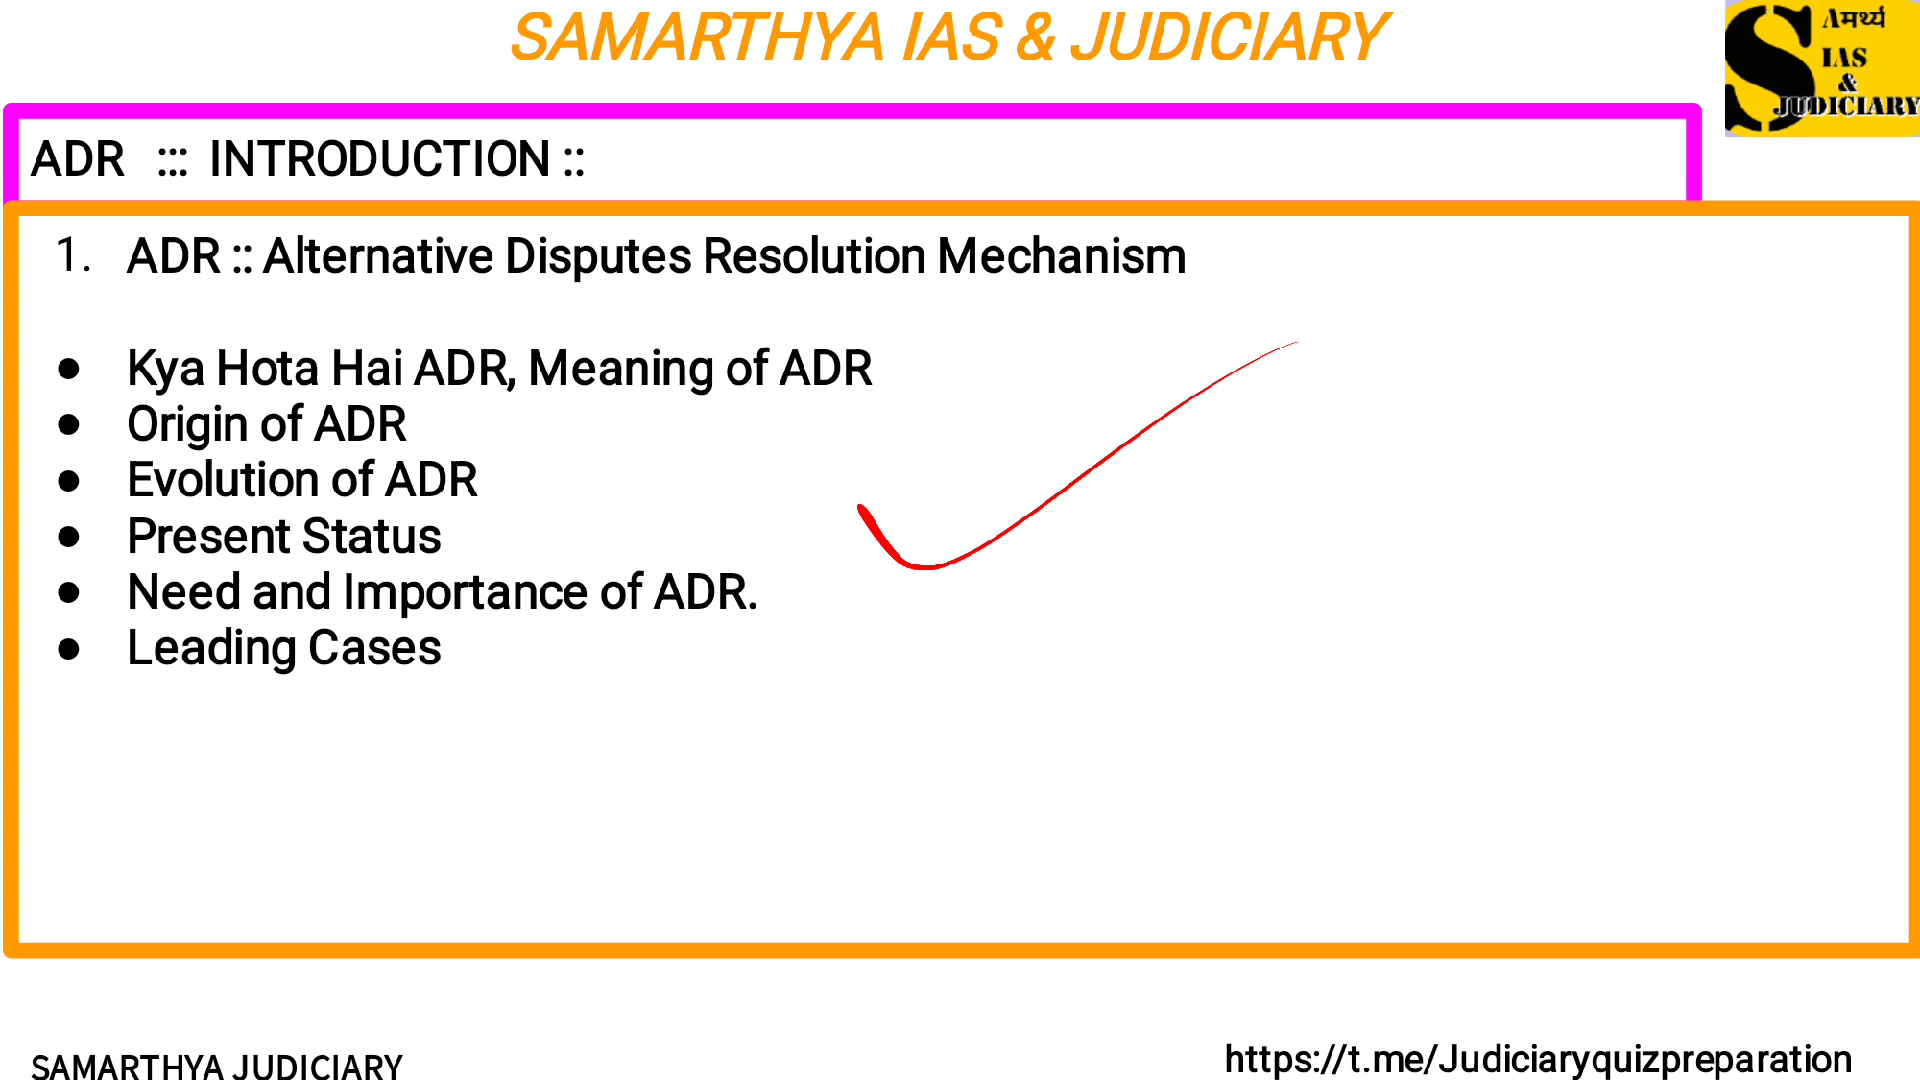 SAMARTHYA IAS & JUDICIARY
Aमर्थ्य
IAS
&
JUDICIARY
ADR ::: INTRODUCTION ::
1. ADR :: Alternative Disputes Resolution Mechanism
● Kya Hota Hai ADR, Meaning of ADR
● Origin of ADR
● Evolution of ADR
● Present Status
● Need and Importance of ADR.
● Leading Cases
SAMARTHYA JUDICIARY
https://t.me/Judiciaryquizpreparation